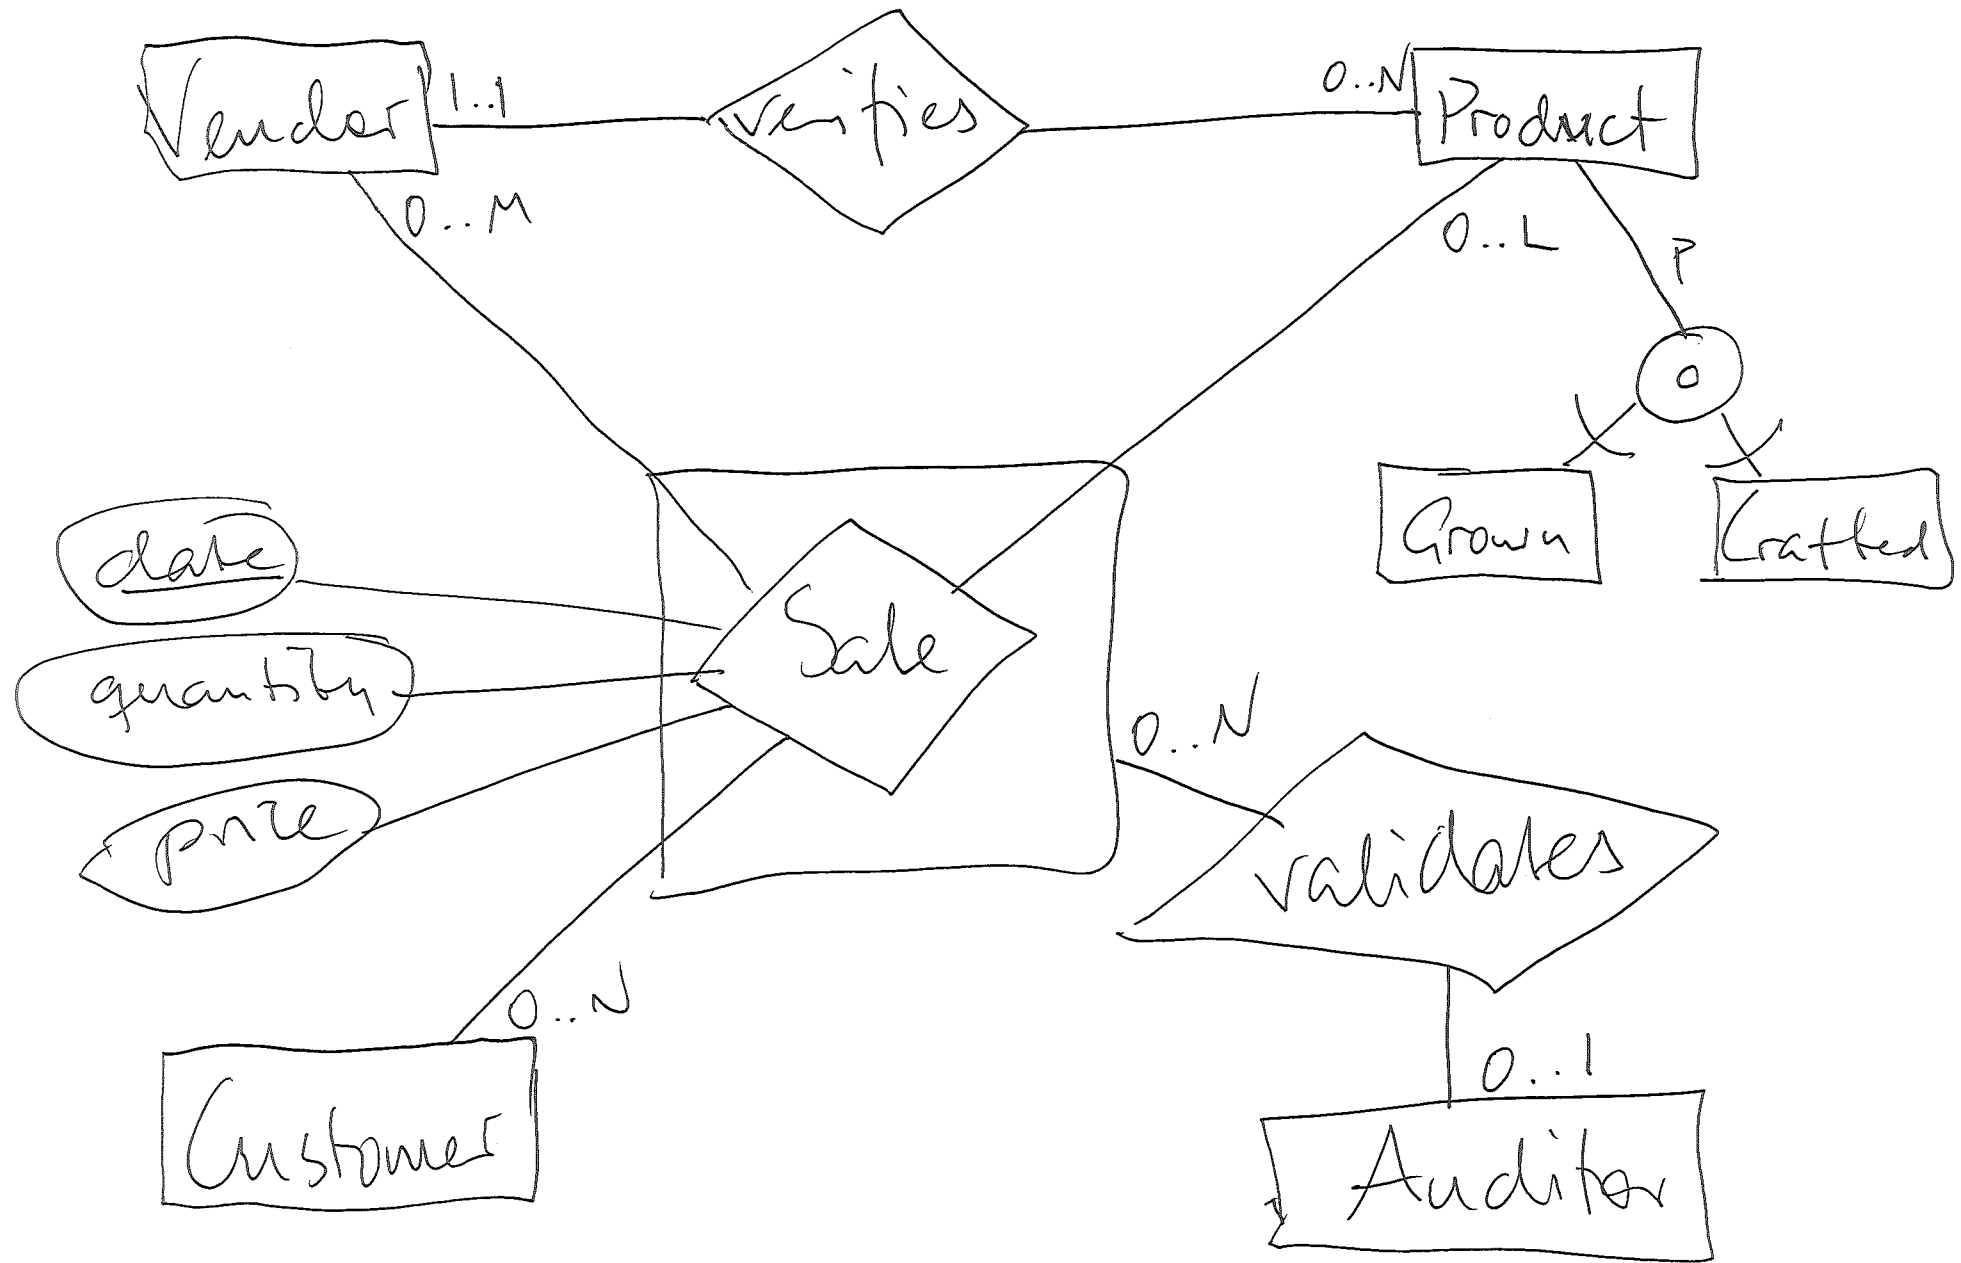 Vendor
1..1
verifies
0..N
Product
0..M
0..L
P
o
Grown
Crafted
date
quantity
price
Sale
0..N
validates
0..N
Customer
0..1
Auditor